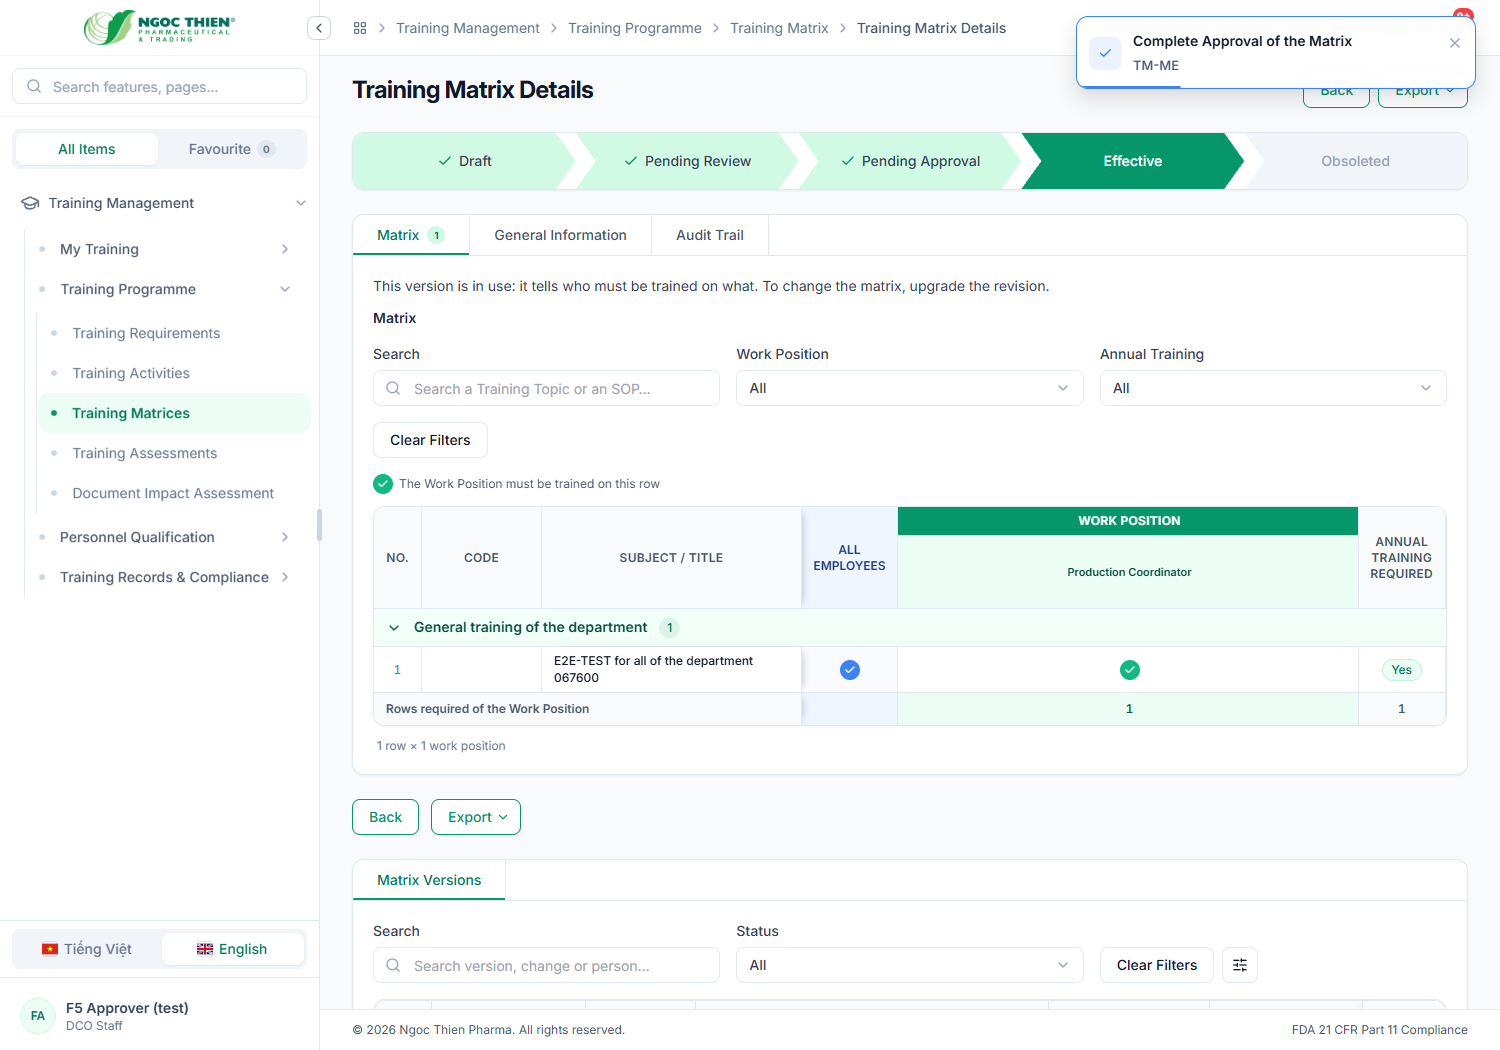 NGOC THIEN®
PHARMACEUTICAL
& TRADING
Search features, pages...
All Items
Favourite 0
Training Management
My Training
Training Programme
Training Requirements
Training Activities
Training Matrices
Training Assessments
Document Impact Assessment
Personnel Qualification
Training Records & Compliance
Tiếng Việt
English
FA
F5 Approver (test)
DCO Staff
Training Management
Training Programme
Training Matrix
Training Matrix Details
Complete Approval of the Matrix
TM-ME
Training Matrix Details
Back
Export
Draft
Pending Review
Pending Approval
Effective
Obsoleted
Matrix 1
General Information
Audit Trail
This version is in use: it tells who must be trained on what. To change the matrix, upgrade the revision.
Matrix
Search
Work Position
Annual Training
Search a Training Topic or an SOP...
All
All
Clear Filters
The Work Position must be trained on this row
NO.
CODE
SUBJECT / TITLE
ALL
EMPLOYEES
WORK POSITION
Production Coordinator
ANNUAL
TRAINING
REQUIRED
General training of the department 1
1
E2E-TEST for all of the department
067600
Yes
Rows required of the Work Position
1
1
1 row × 1 work position
Back
Export
Matrix Versions
Search
Status
Search version, change or person...
All
Clear Filters
© 2026 Ngoc Thien Pharma. All rights reserved.
FDA 21 CFR Part 11 Compliance